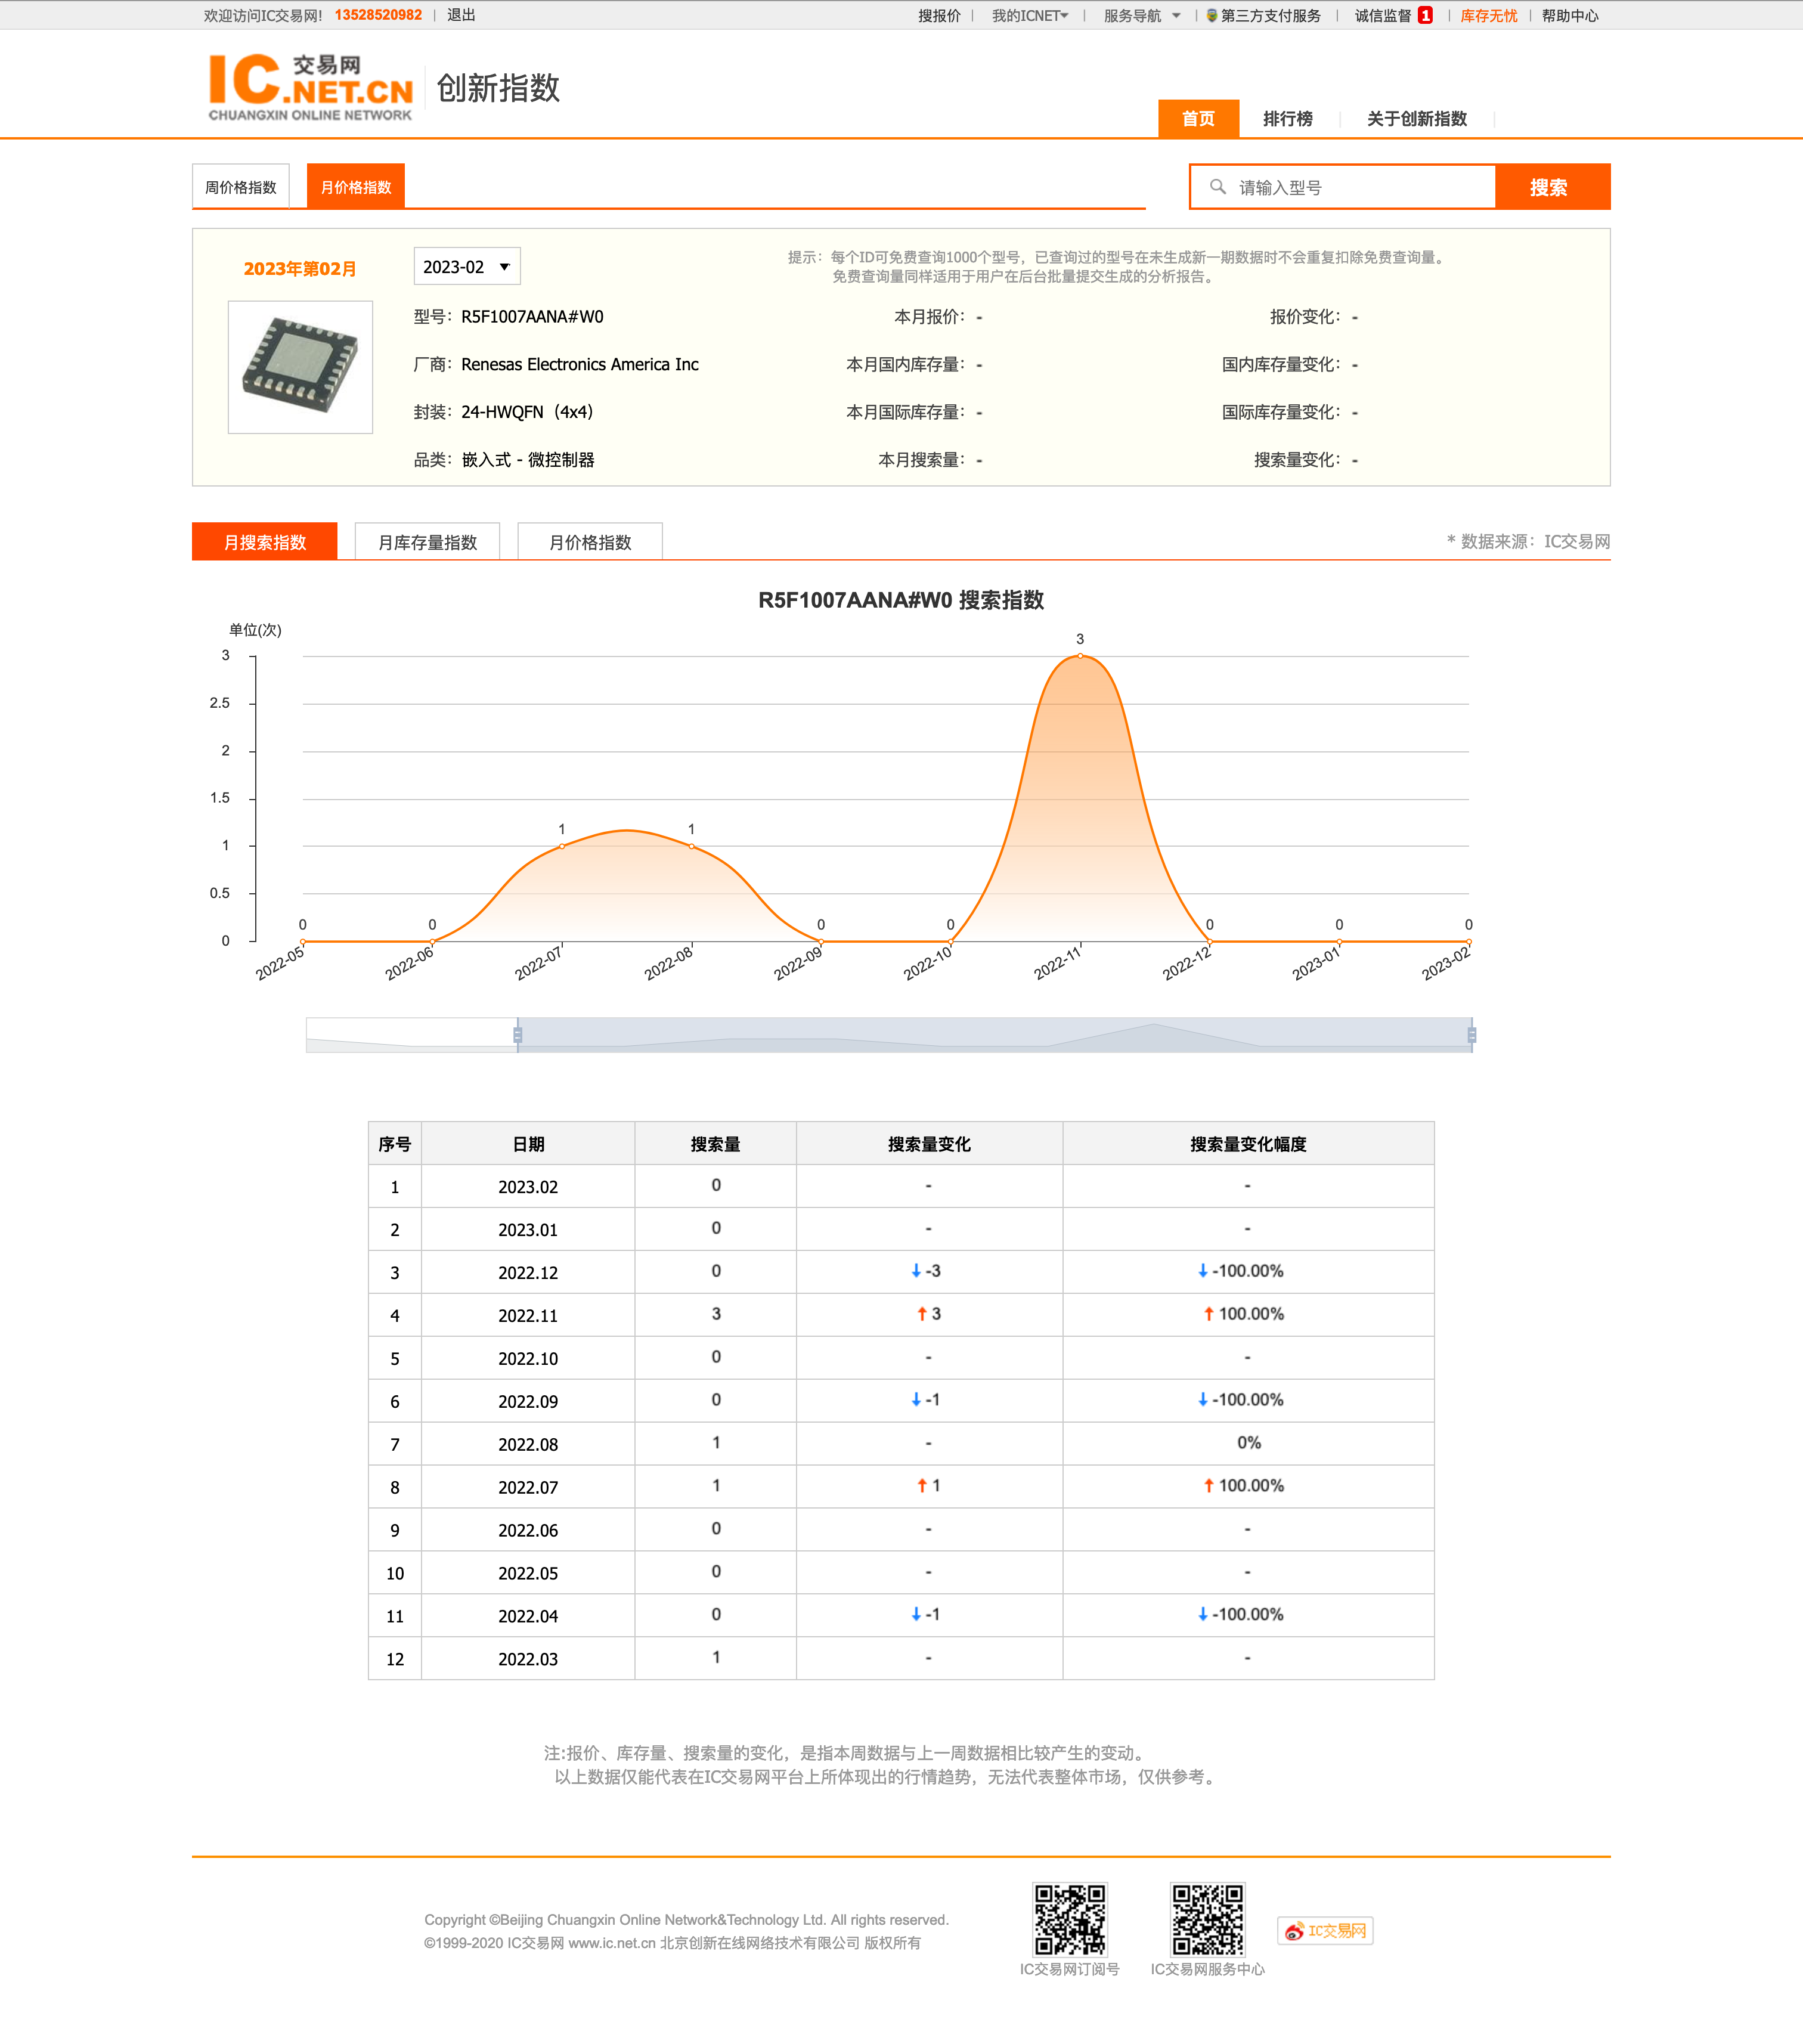 欢迎访问IC交易网! 13528520982 | 退出
搜报价 | 我的ICNET | 服务导航 | 第三方支付服务 | 诚信监督 1 | 库存无忧 | 帮助中心
IC 交易网
.NET.CN
CHUANGXIN ONLINE NETWORK
创新指数
首页 排行榜 关于创新指数
周价格指数 月价格指数
请输入型号 搜索
2023年第02月 2023-02
提示：每个ID可免费查询1000个型号，已查询过的型号在未生成新一期数据时不会重复扣除免费查询量。
免费查询量同样适用于用户在后台批量提交生成的分析报告。
型号：R5F1007AANA#W0 本月报价： - 报价变化： -
厂商：Renesas Electronics America Inc 本月国内库存量： - 国内库存量变化： -
封装：24-HWQFN（4x4） 本月国际库存量： - 国际库存量变化： -
品类：嵌入式 - 微控制器 本月搜索量： - 搜索量变化： -
月搜索指数 月库存量指数 月价格指数 * 数据来源：IC交易网
R5F1007AANA#W0 搜索指数
单位(次)
3
3
2.5
2
1.5
1 1
1
0.5
0 0 0 0 0 0 0
0
2022-05 2022-06 2022-07 2022-08 2022-09 2022-10 2022-11 2022-12 2023-01 2023-02
序号 日期 搜索量 搜索量变化 搜索量变化幅度
1 2023.02 0 - -
2 2023.01 0 - -
3 2022.12 0 ↓ -3 ↓ -100.00%
4 2022.11 3 ↑ 3 ↑ 100.00%
5 2022.10 0 - -
6 2022.09 0 ↓ -1 ↓ -100.00%
7 2022.08 1 - 0%
8 2022.07 1 ↑ 1 ↑ 100.00%
9 2022.06 0 - -
10 2022.05 0 - -
11 2022.04 0 ↓ -1 ↓ -100.00%
12 2022.03 1 - -
注:报价、库存量、搜索量的变化，是指本周数据与上一周数据相比较产生的变动。
以上数据仅能代表在IC交易网平台上所体现出的行情趋势，无法代表整体市场，仅供参考。
Copyright ©Beijing Chuangxin Online Network&Technology Ltd. All rights reserved.
©1999-2020 IC交易网 www.ic.net.cn 北京创新在线网络技术有限公司 版权所有
IC交易网订阅号
IC交易网服务中心
IC交易网